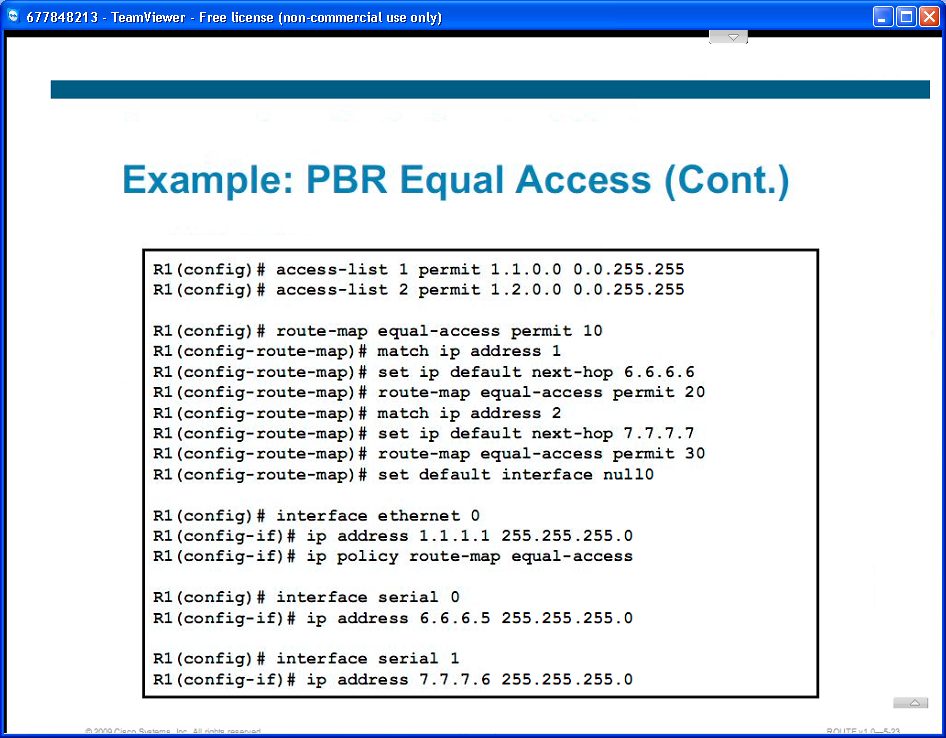 677848213 - TeamViewer - Free license (non-commercial use only)
Example: PBR Equal Access (Cont.)
R1(config)# access-list 1 permit 1.1.0.0 0.0.255.255
R1(config)# access-list 2 permit 1.2.0.0 0.0.255.255
R1(config)# route-map equal-access permit 10
R1(config-route-map)# match ip address 1
R1(config-route-map)# set ip default next-hop 6.6.6.6
R1(config-route-map)# route-map equal-access permit 20
R1(config-route-map)# match ip address 2
R1(config-route-map)# set ip default next-hop 7.7.7.7
R1(config-route-map)# route-map equal-access permit 30
R1(config-route-map)# set default interface null0
R1(config)# interface ethernet 0
R1(config-if)# ip address 1.1.1.1 255.255.255.0
R1(config-if)# ip policy route-map equal-access
R1(config)# interface serial 0
R1(config-if)# ip address 6.6.6.5 255.255.255.0
R1(config)# interface serial 1
R1(config-if)# ip address 7.7.7.6 255.255.255.0
© 2009 Cisco Systems, Inc. All rights reserved.
ROUTE v1.0—5-23